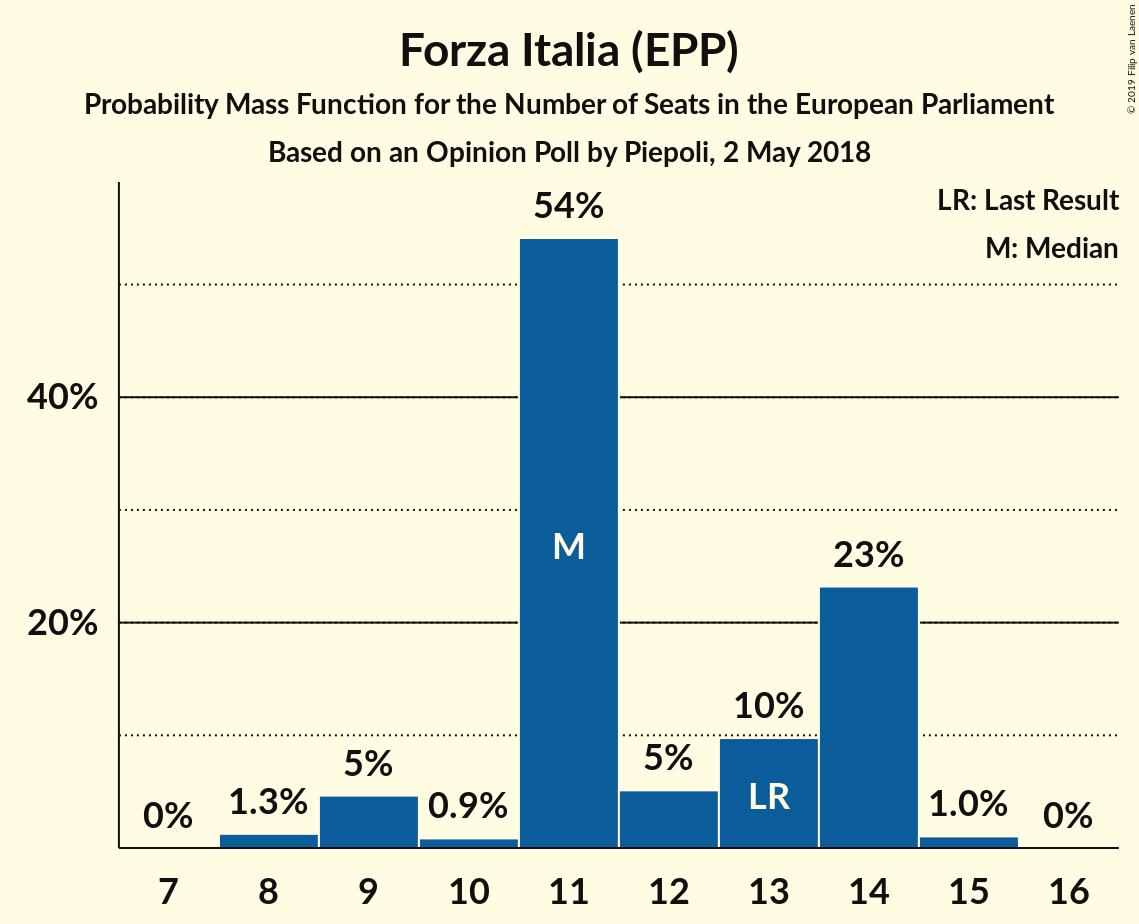 Forza Italia (EPP)
Probability Mass Function for the Number of Seats in the European Parliament
Based on an Opinion Poll by Piepoli, 2 May 2018
© 2019 Filip van Laenen
LR: Last Result
M: Median
54%
40%
M
23%
20%
10%
5%
5%
LR
1.3%
0.9%
1.0%
0%
0%
7 8 9 10 11 12 13 14 15 16